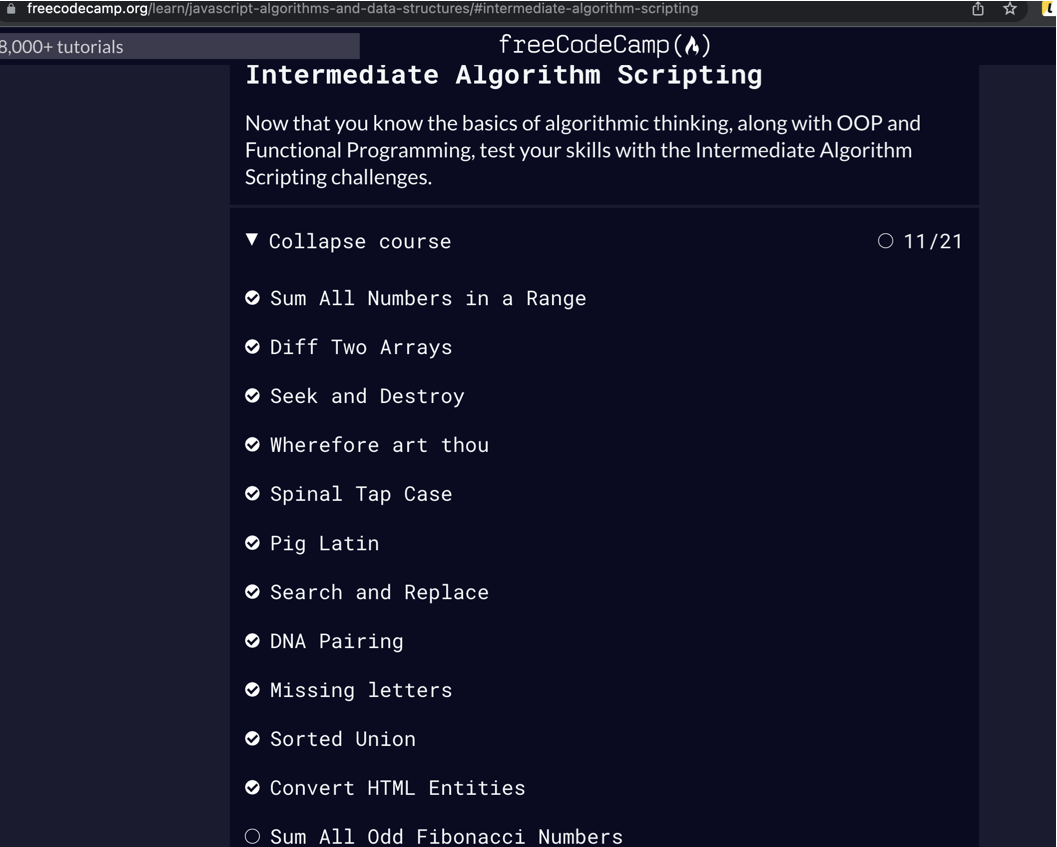 freecodecamp.org/learn/javascript-algorithms-and-data-structures/#intermediate-algorithm-scripting
8,000+ tutorials
freeCodeCamp(🔥)
Intermediate Algorithm Scripting
Now that you know the basics of algorithmic thinking, along with OOP and
Functional Programming, test your skills with the Intermediate Algorithm
Scripting challenges.
Collapse course 11/21
Sum All Numbers in a Range
Diff Two Arrays
Seek and Destroy
Wherefore art thou
Spinal Tap Case
Pig Latin
Search and Replace
DNA Pairing
Missing letters
Sorted Union
Convert HTML Entities
Sum All Odd Fibonacci Numbers